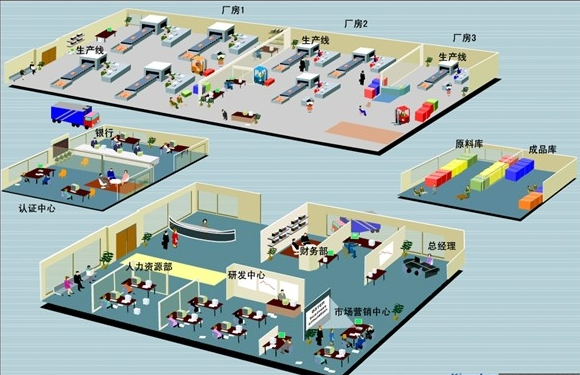 厂房1
厂房2
厂房3
生产线
生产线
生产线
银行
认证中心
原料库
成品库
财务部
总经理
人力资源部
研发中心
市场营销中心